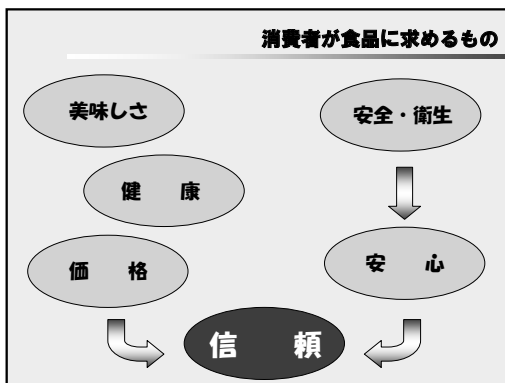 消費者が食品に求めるもの
美味しさ
安全・衛生
健　康
価　格
安　心
信　頼